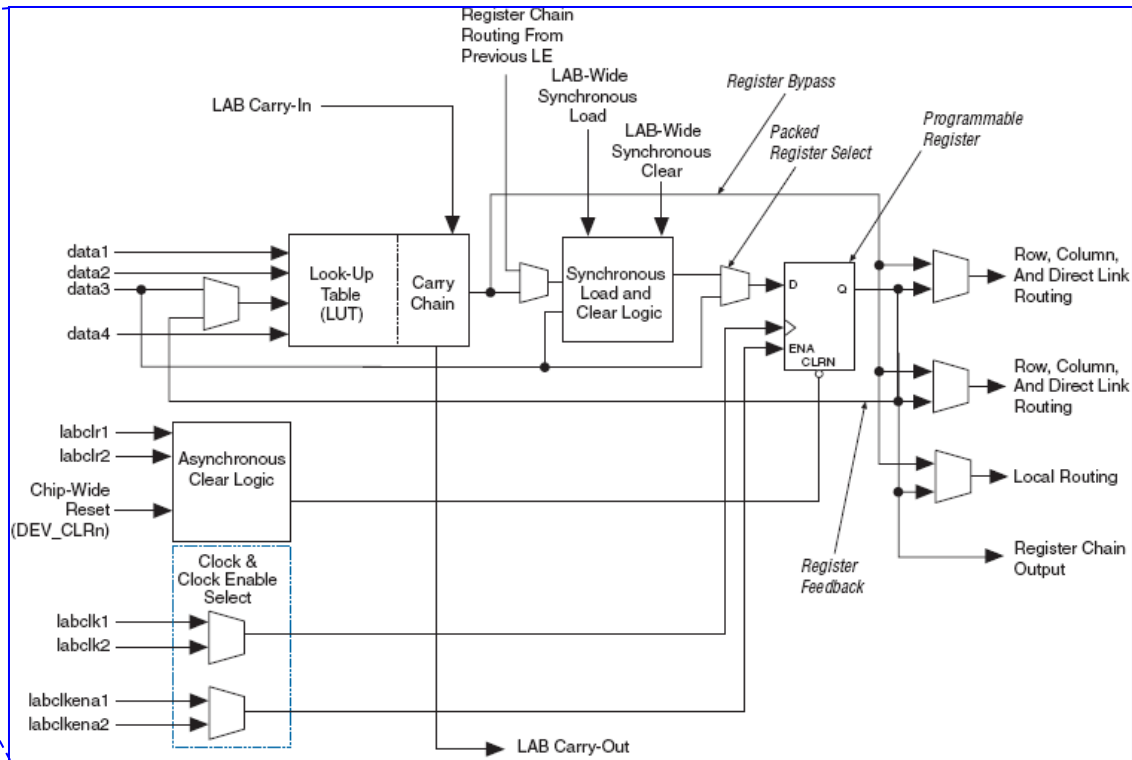 Register Chain
Routing From
Previous LE
LAB-Wide
Synchronous
Load
LAB-Wide
Synchronous
Clear
Register Bypass
Packed
Register Select
Programmable
Register
LAB Carry-In
data1
data2
data3
data4
Look-Up
Table
(LUT)
Carry
Chain
Synchronous
Load and
Clear Logic
D
Q
ENA
CLRN
Row, Column,
And Direct Link
Routing
Row, Column,
And Direct Link
Routing
Local Routing
Register Chain
Output
Register
Feedback
labclr1
labclr2
Chip-Wide
Reset
(DEV_CLRn)
Asynchronous
Clear Logic
Clock &
Clock Enable
Select
labclk1
labclk2
labclkena1
labclkena2
LAB Carry-Out